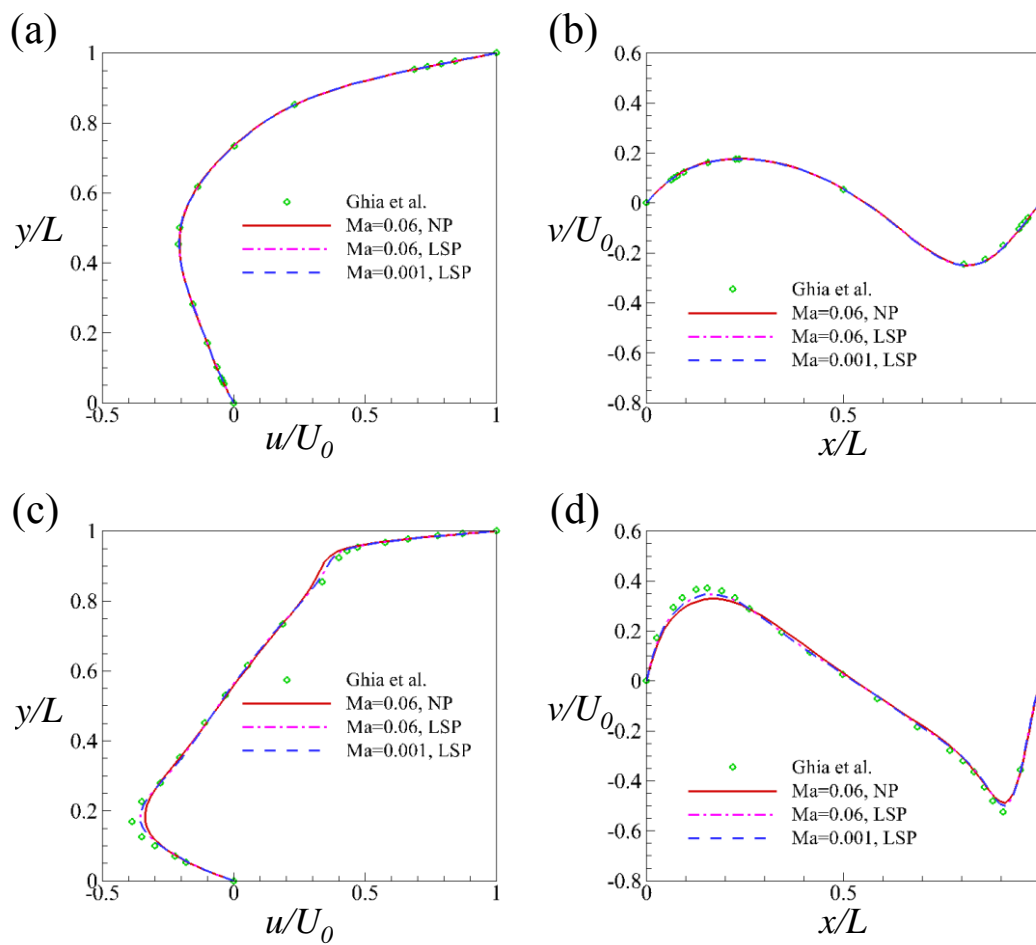 (a)
1
0.8
0.6
y/L
0.4
0.2
0
-0.5
0
0.5
1
u/U0
Ghia et al.
Ma=0.06, NP
Ma=0.06, LSP
Ma=0.001, LSP
(b)
0.6
0.4
0.2
0
v/U0
-0.2
-0.4
-0.6
-0.8
0
0.5
x/L
Ghia et al.
Ma=0.06, NP
Ma=0.06, LSP
Ma=0.001, LSP
(c)
1
0.8
0.6
y/L
0.4
0.2
0
-0.5
0
0.5
1
u/U0
Ghia et al.
Ma=0.06, NP
Ma=0.06, LSP
Ma=0.001, LSP
(d)
0.6
0.4
0.2
0
v/U0
-0.2
-0.4
-0.6
-0.8
0
0.5
x/L
Ghia et al.
Ma=0.06, NP
Ma=0.06, LSP
Ma=0.001, LSP